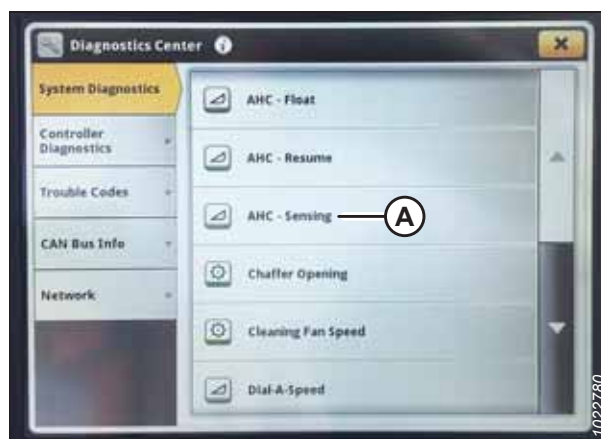 Diagnostics Center
System Diagnostics
Controller
Diagnostics
Trouble Codes
CAN Bus Info
Network
AHC - Float
AHC - Resume
AHC - Sensing
A
Chaffer Opening
Cleaning Fan Speed
Dial-A-Speed
1022780